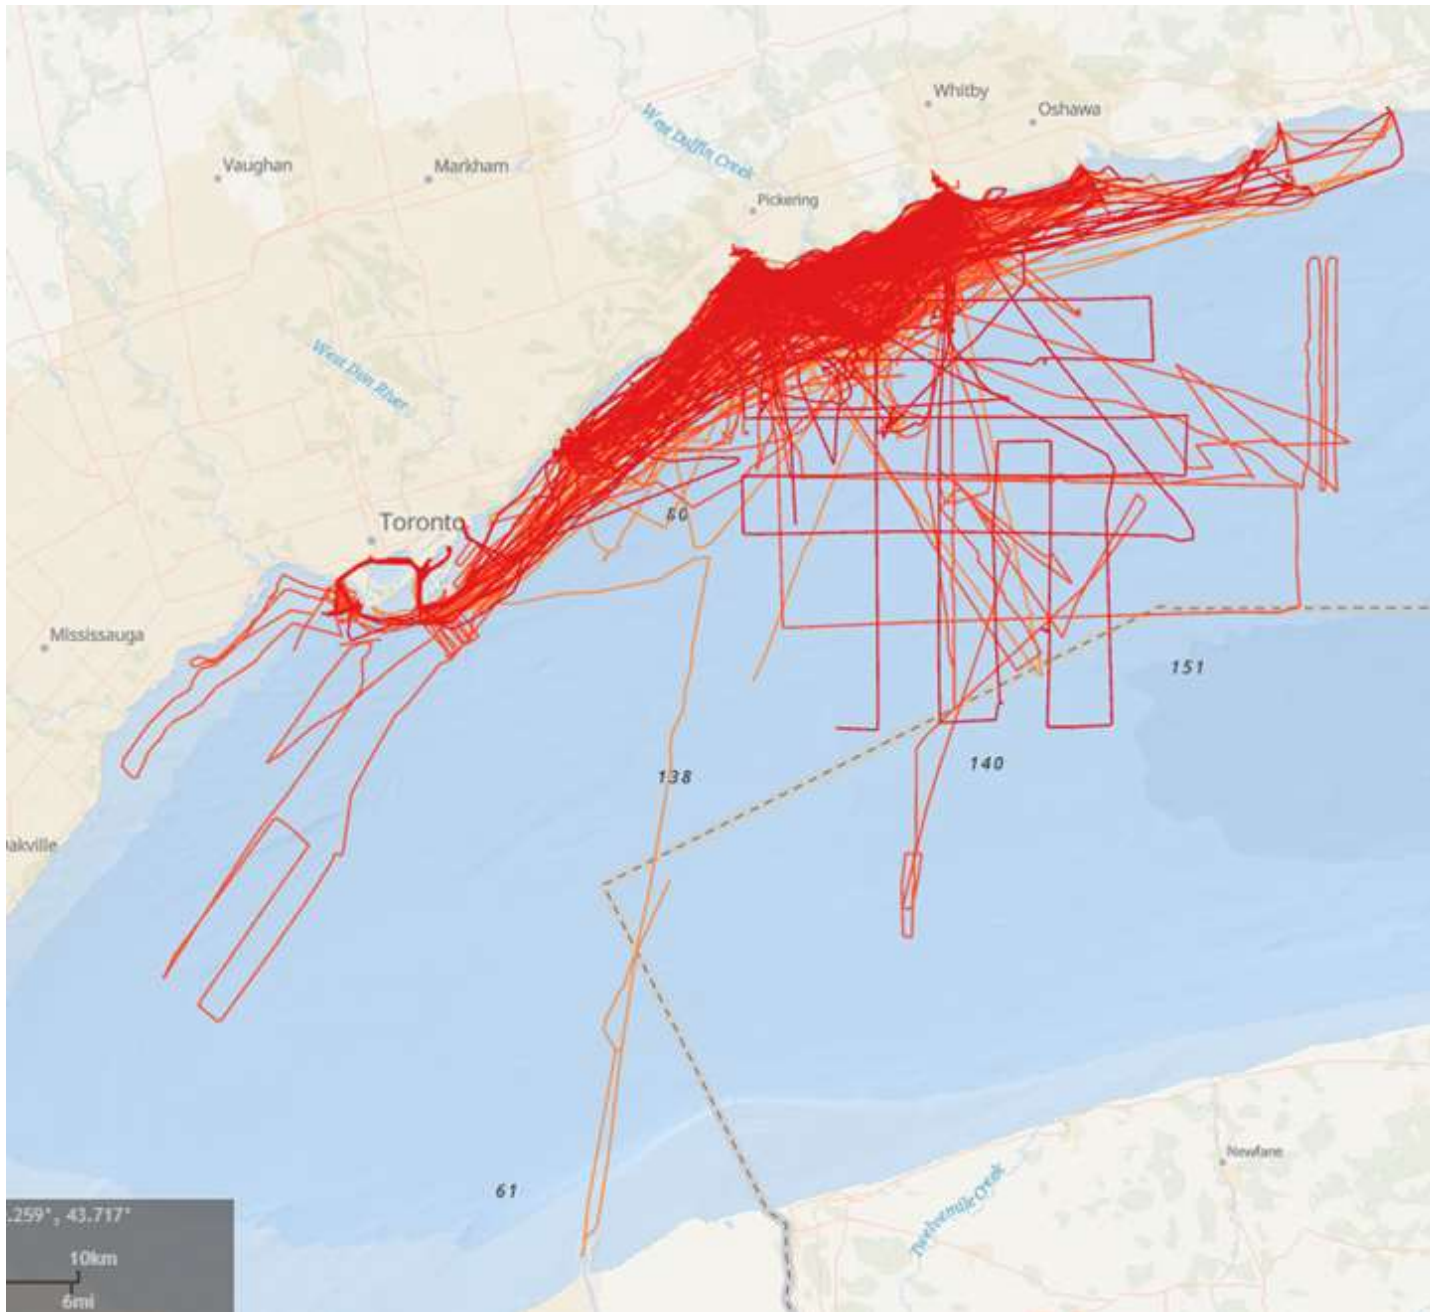 Whitby
Oshawa
West Duffin Creek
Vaughan
Markham
Pickering
West Don River
80
Toronto
Mississauga
151
138
140
akville
Newfane
61
Twelvemile Creek
.259°, 43.717°
10km
6mi